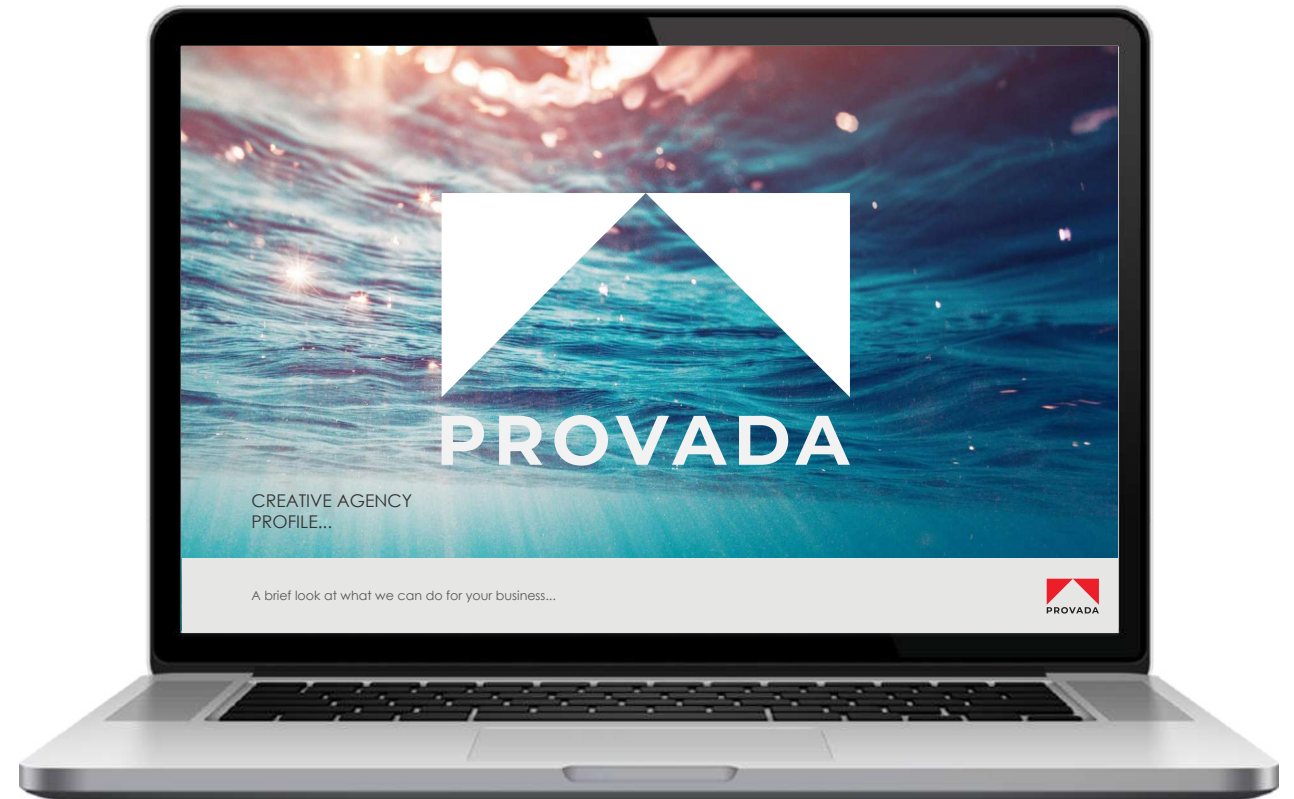 PROVADA
CREATIVE AGENCY
PROFILE...
A brief look at what we can do for your business...
PROVADA